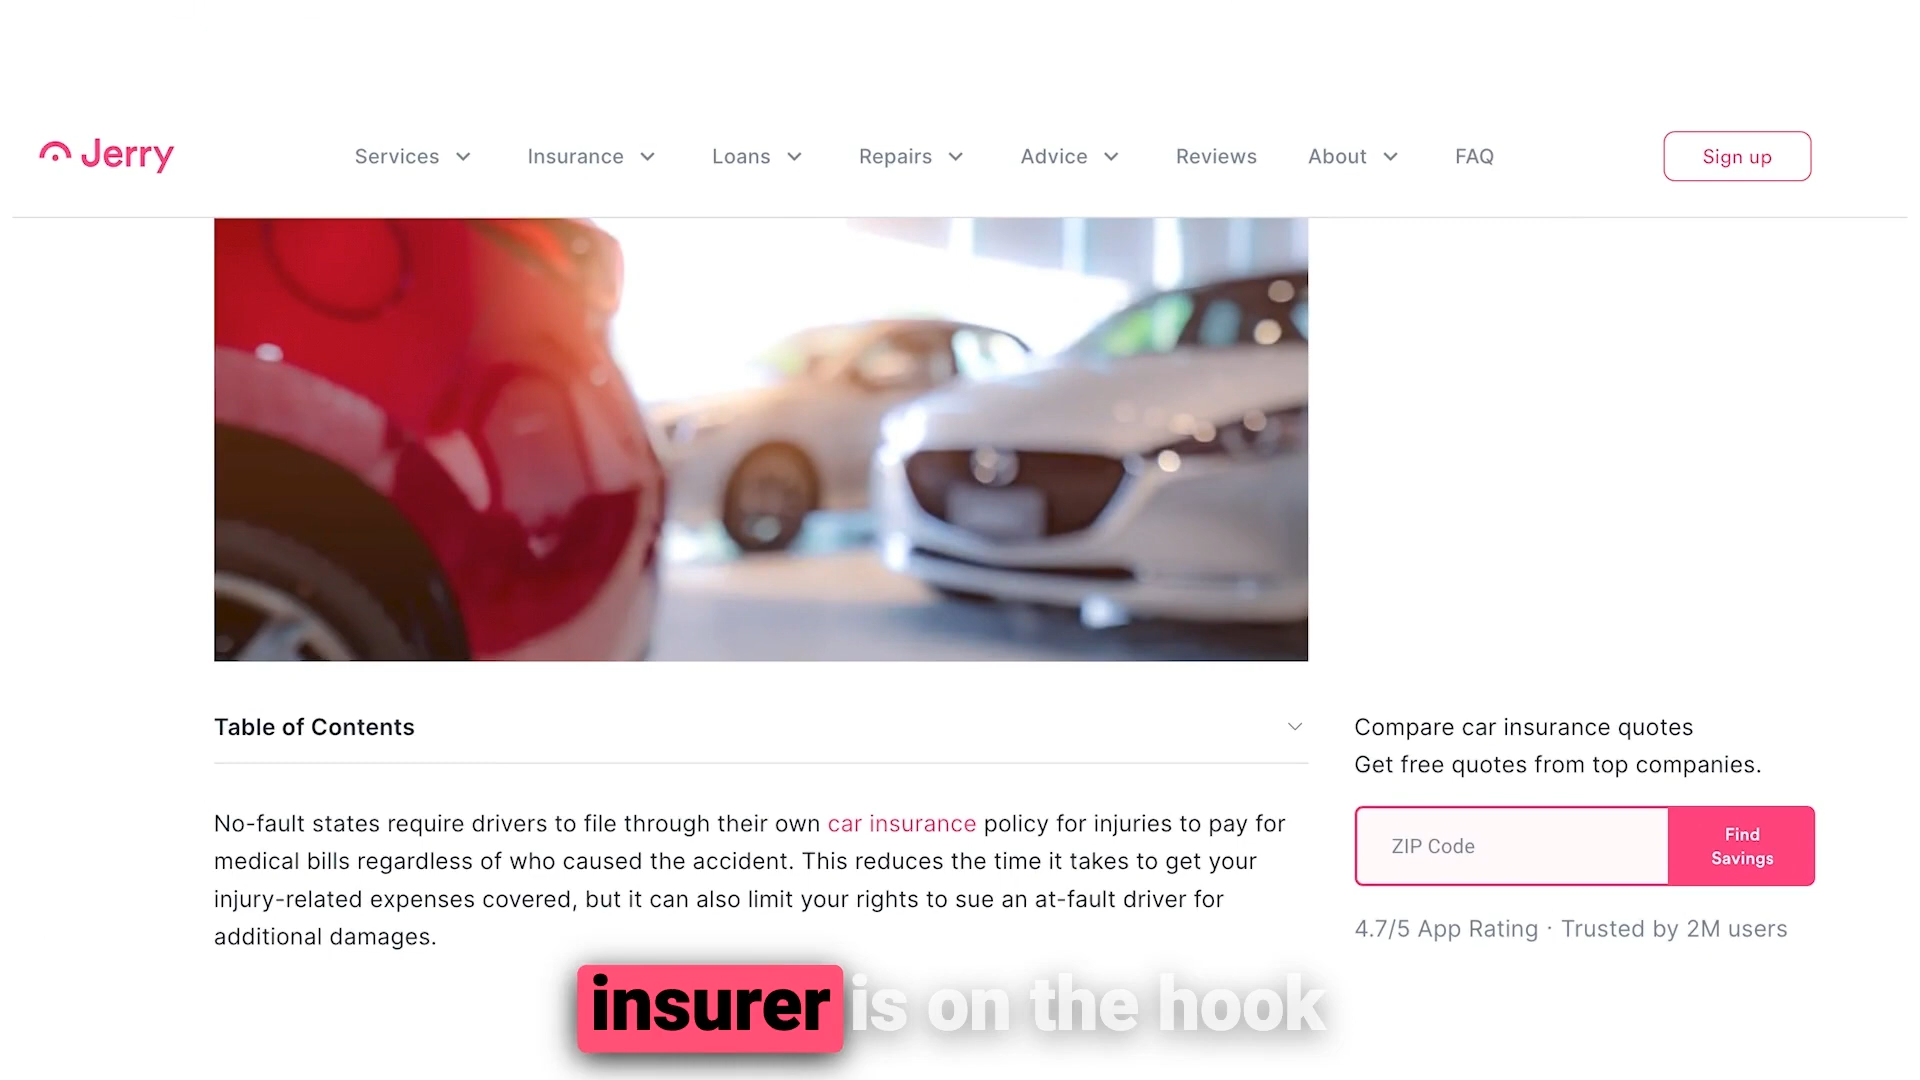 Jerry
Services
Insurance
Loans
Repairs
Advice
Reviews
About
FAQ
Sign up
Table of Contents
No-fault states require drivers to file through their own car insurance policy for injuries to pay for
medical bills regardless of who caused the accident. This reduces the time it takes to get your
injury-related expenses covered, but it can also limit your rights to sue an at-fault driver for
additional damages.
Compare car insurance quotes
Get free quotes from top companies.
ZIP Code
Find
Savings
4.7/5 App Rating · Trusted by 2M users
insurer is on the hook